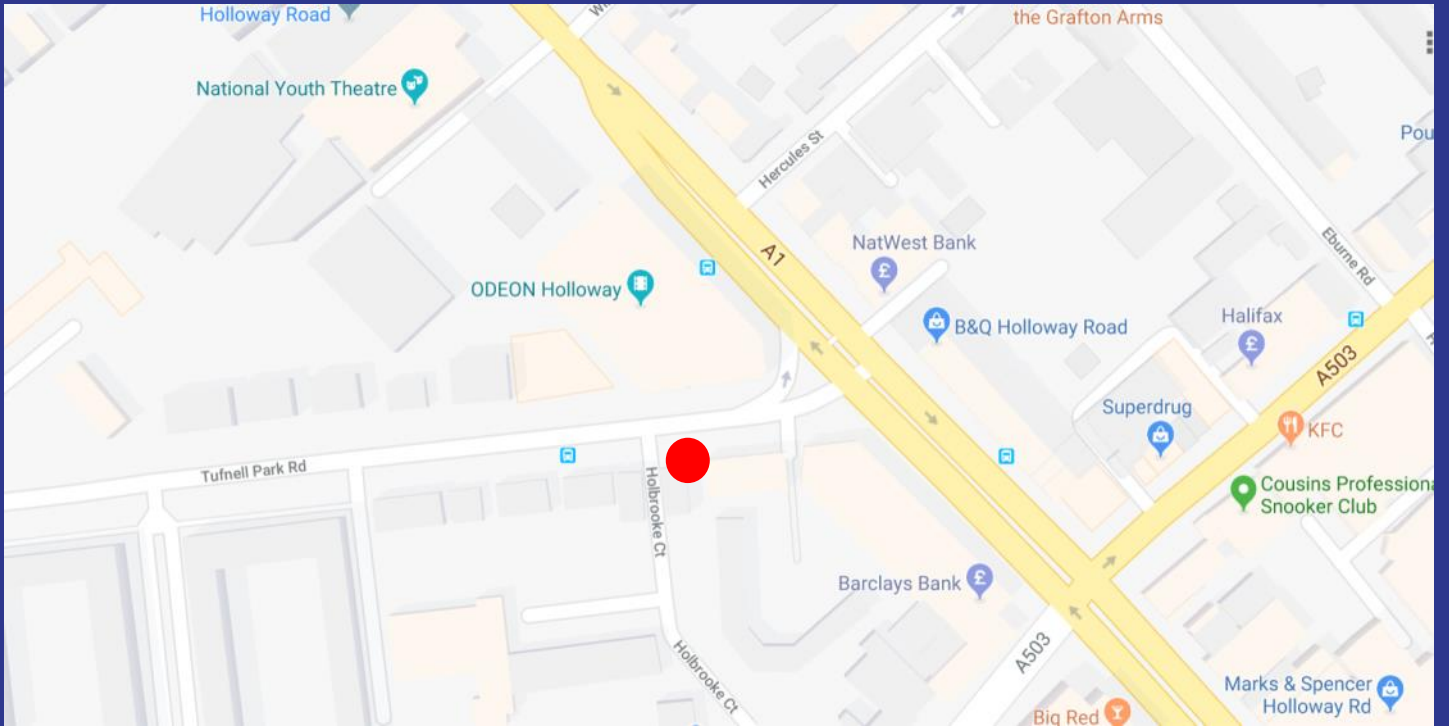 Holloway Road
the Grafton Arms
National Youth Theatre
Pou
Hercules St
A1
NatWest Bank
Eburne Rd
ODEON Holloway
B&Q Holloway Road
Halifax
A503
Superdrug
KFC
Tufnell Park Rd
Holbrooke Ct
Cousins Professiona
Snooker Club
Barclays Bank
A503
Holbrooke Ct
Marks & Spencer
Holloway Rd
Big Red